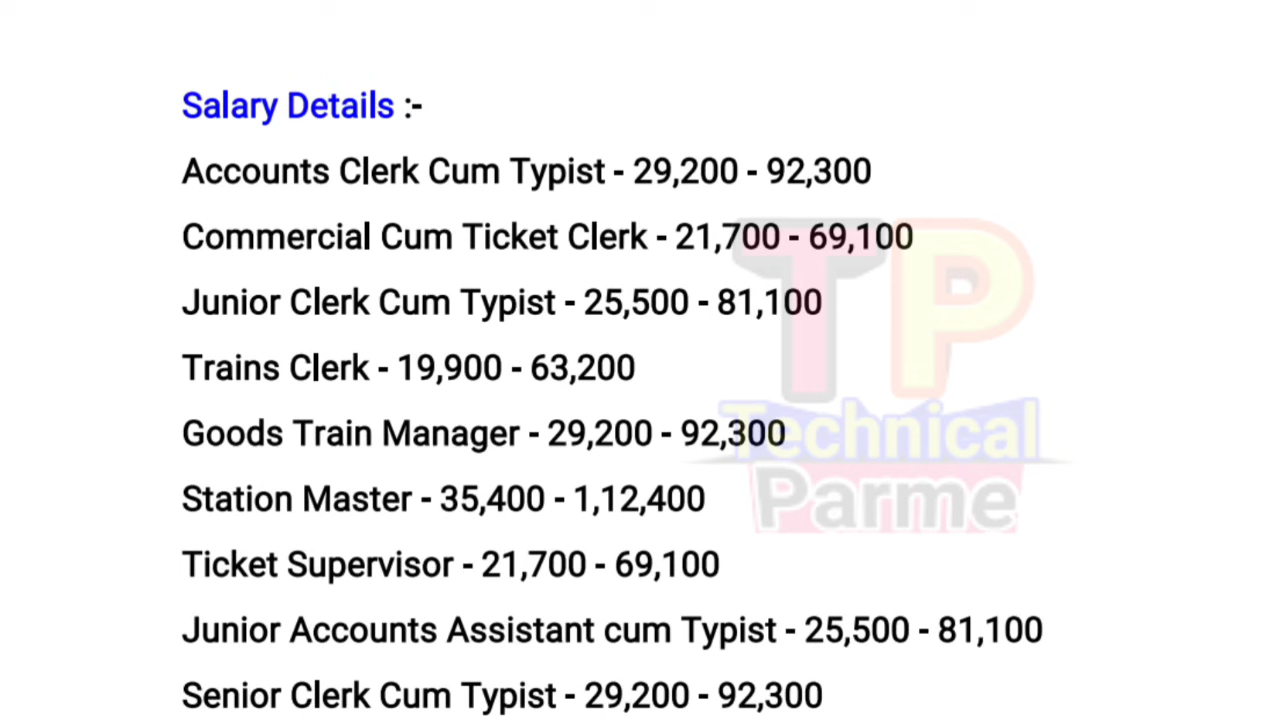 Salary Details :-
Accounts Clerk Cum Typist - 29,200 - 92,300
Commercial Cum Ticket Clerk - 21,700 - 69,100
Junior Clerk Cum Typist - 25,500 - 81,100
Trains Clerk - 19,900 - 63,200
Goods Train Manager - 29,200 - 92,300
Station Master - 35,400 - 1,12,400
Ticket Supervisor - 21,700 - 69,100
Junior Accounts Assistant cum Typist - 25,500 - 81,100
Senior Clerk Cum Typist - 29,200 - 92,300
TP
Technical
Parme